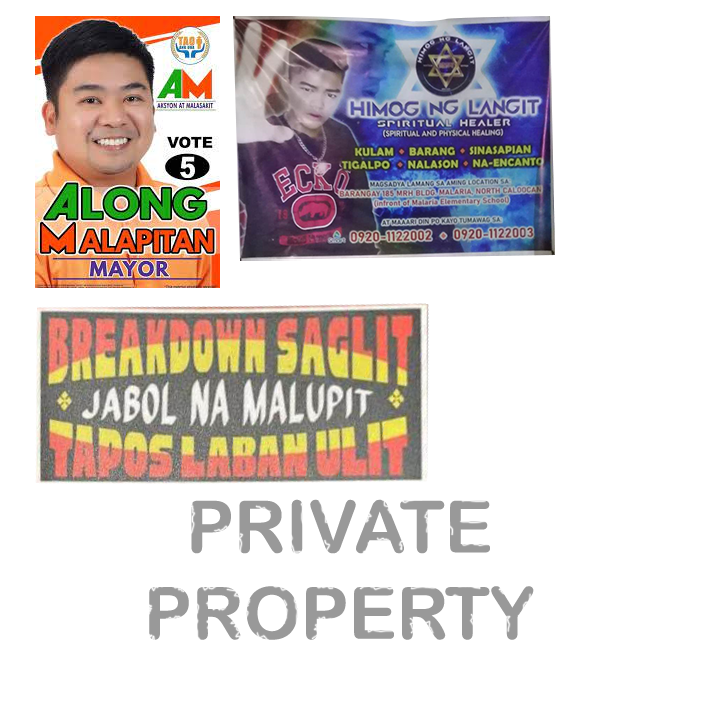 TAO
ANG UNA
AM
AKSYON AT MALASAKIT
VOTE
5
ALONG
MALAPITAN
MAYOR
HIMOG NG LANGIT
HIMOG NG LANGIT
SPIRITUAL HEALER
(SPIRITUAL AND PHYSICAL HEALING)
KULAM • BARANG • SINASAPIAN
TIGALPO • NALASON • NA-ENCANTO
MAGSADYA LAMANG SA AMING LOCATION SA
BARANGAY 185 MRH BLDG. MALARIA, NORTH CALOOCAN
(infront of Malaria Elementary School)
AT MAAARI DIN PO KAYO TUMAWAG SA
0920-1122002 • 0920-1122003
ECKO
BREAKDOWN SAGLIT
JABOL NA MALUPIT
TAPOS LABAN ULIT
PRIVATE
PROPERTY